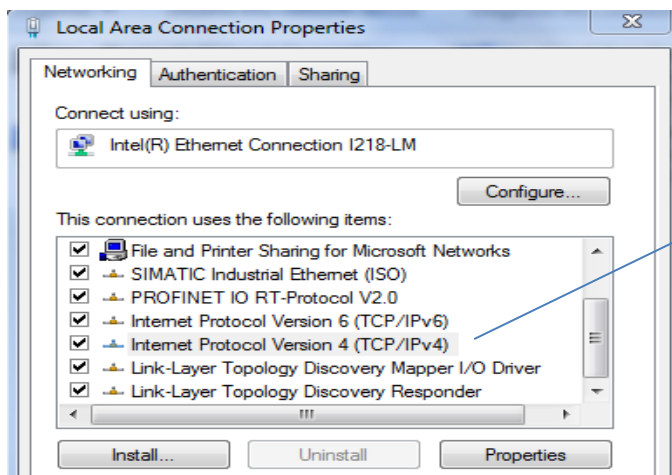 Local Area Connection Properties
Networking Authentication Sharing
Connect using:
Intel(R) Ethernet Connection I218-LM
Configure...
This connection uses the following items:
File and Printer Sharing for Microsoft Networks
SIMATIC Industrial Ethernet (ISO)
PROFINET IO RT-Protocol V2.0
Internet Protocol Version 6 (TCP/IPv6)
Internet Protocol Version 4 (TCP/IPv4)
Link-Layer Topology Discovery Mapper I/O Driver
Link-Layer Topology Discovery Responder
Install... Uninstall Properties